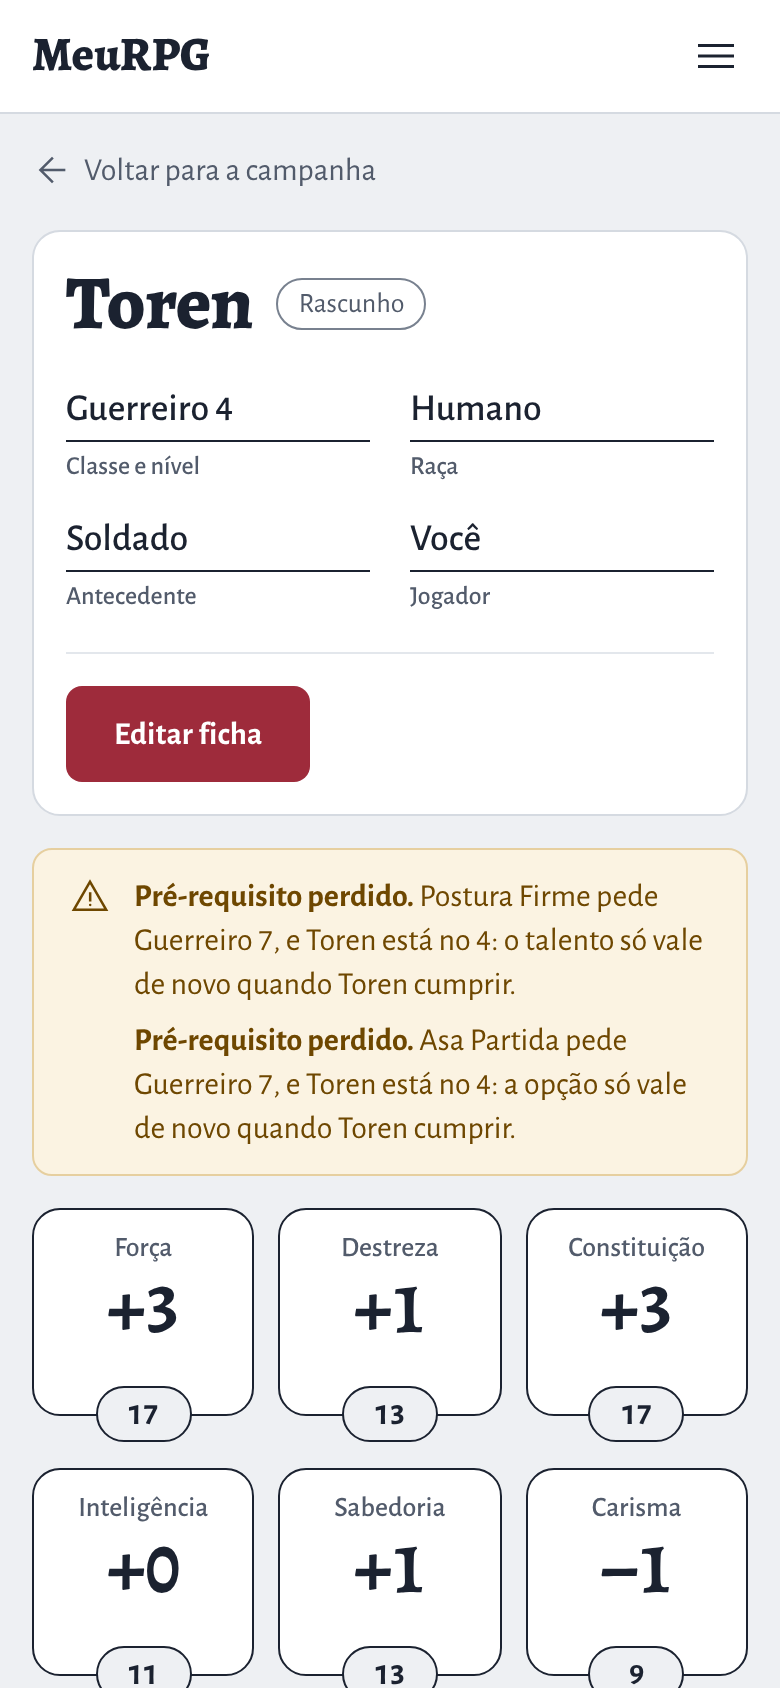 MeuRPG
Voltar para a campanha
Toren
Rascunho
Guerreiro 4
Humano
Classe e nível
Raça
Soldado
Você
Antecedente
Jogador
Editar ficha
Pré-requisito perdido. Postura Firme pede
Guerreiro 7, e Toren está no 4: o talento só vale
de novo quando Toren cumprir.
Pré-requisito perdido. Asa Partida pede
Guerreiro 7, e Toren está no 4: a opção só vale
de novo quando Toren cumprir.
Força
Destreza
Constituição
+3
+1
+3
17
13
17
Inteligência
Sabedoria
Carisma
+0
+1
−1
11
13
9